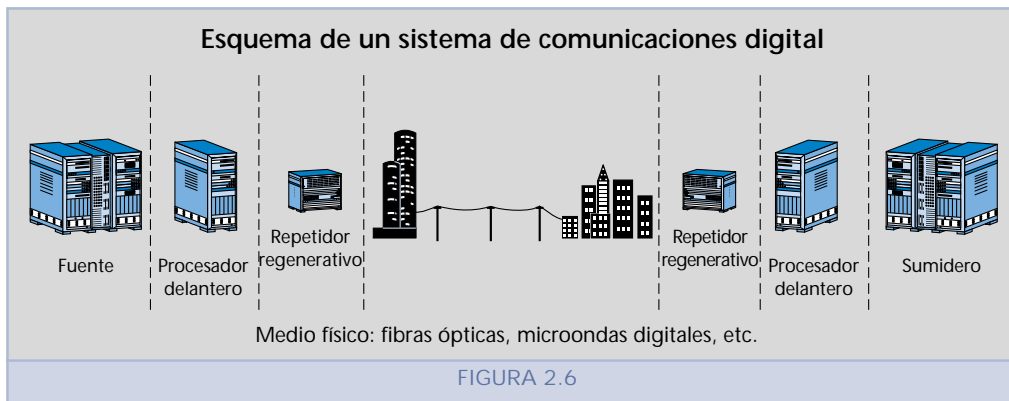 Esquema de un sistema de comunicaciones digital
Fuente
Procesador
delantero
Repetidor
regenerativo
Repetidor
regenerativo
Procesador
delantero
Sumidero
Medio físico: fibras ópticas, microondas digitales, etc.
FIGURA 2.6